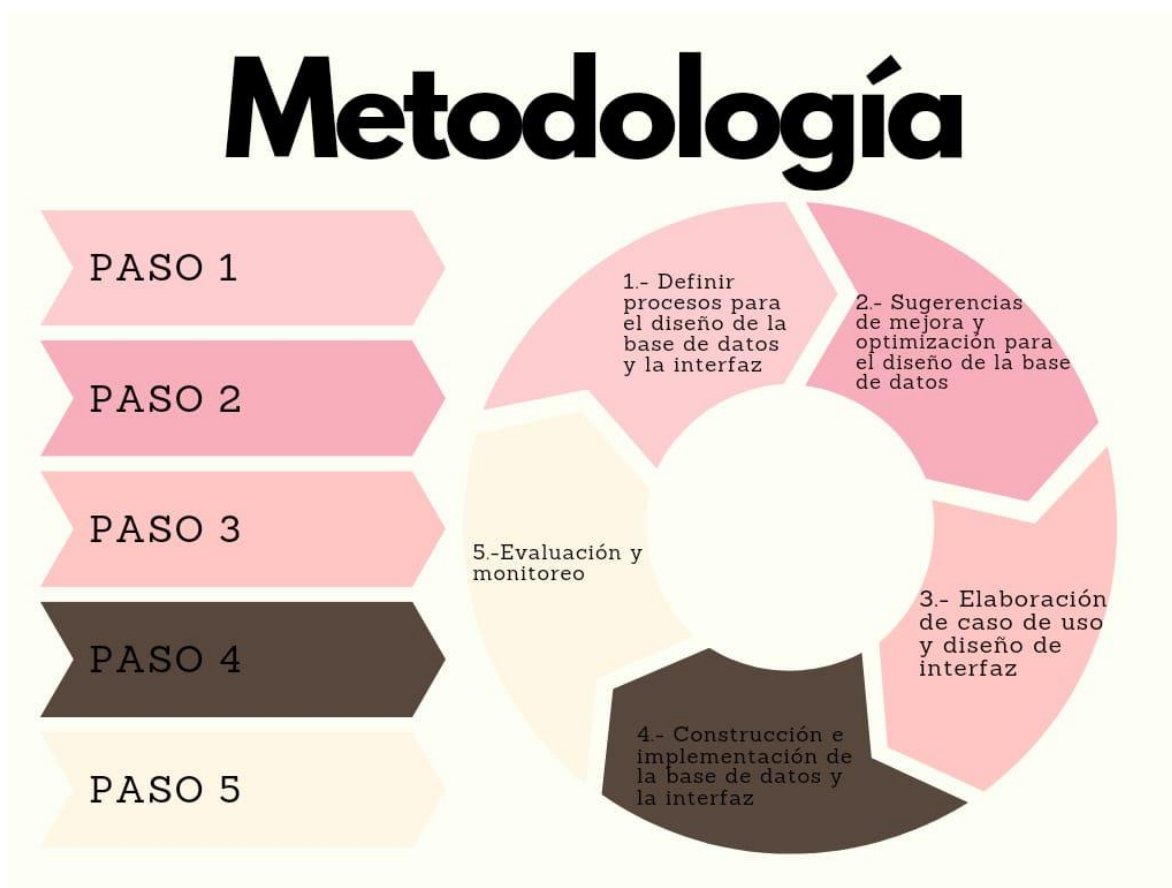 Metodología
PASO 1
PASO 2
PASO 3
PASO 4
PASO 5
1.- Definir
procesos para
el diseño de la
base de datos
y la interfaz
2.- Sugerencias
de mejora y
optimización para
el diseño de la base
de datos
3.- Elaboración
de caso de uso
y diseño de
interfaz
4.- Construcción e
implementación de
la base de datos y
la interfaz
5.-Evaluación y
monitoreo